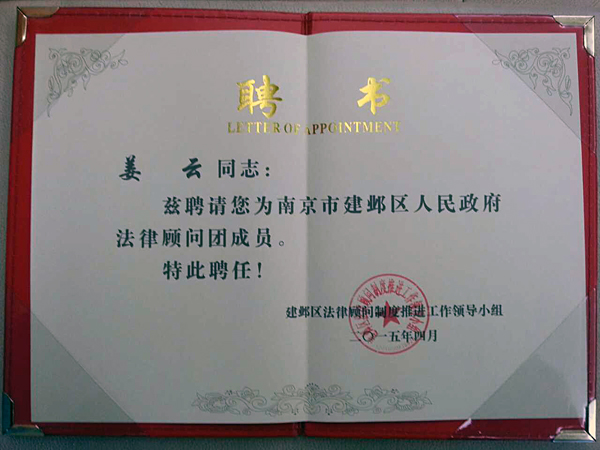 聘 书
LETTER OF APPOINTMENT
姜 云 同志：
兹聘请您为南京市建邺区人民政府
法律顾问团成员。
特此聘任！
建邺区法律顾问制度推进工作领导小组
二〇一五年四月